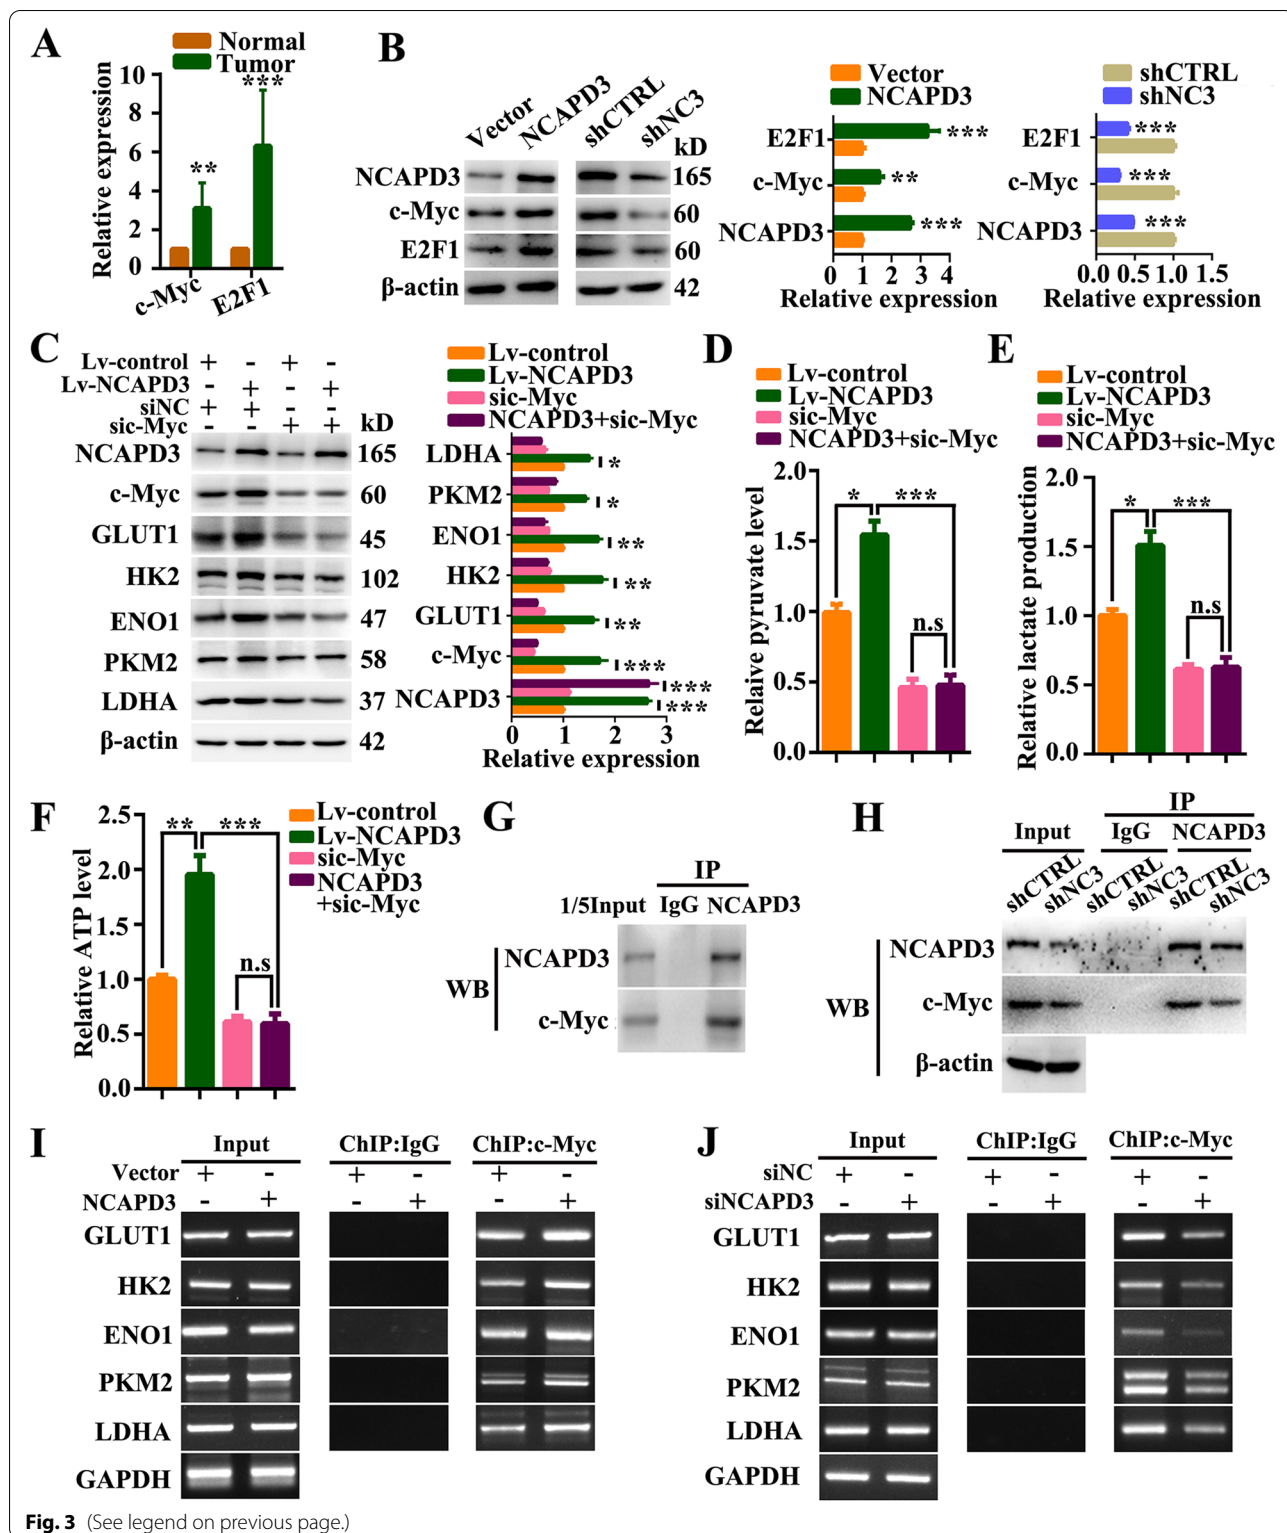 A
Normal
Tumor
Relative expression
10
8
6
4
2
0
**
***
c-Myc
E2F1
B
Vector
NCAPD3
shCTRL
shNC3
kD
NCAPD3
165
c-Myc
60
E2F1
60
β-actin
42
Vector
NCAPD3
E2F1
***
c-Myc
**
NCAPD3
***
0 1 2 3 4
Relative expression
shCTRL
shNC3
E2F1
***
c-Myc
***
NCAPD3
***
0.0 0.5 1.0 1.5
Relative expression
C
Lv-control + - + -
Lv-NCAPD3 - + - +
siNC + + - -
sic-Myc - - + +
kD
NCAPD3 165
c-Myc 60
GLUT1 45
HK2 102
ENO1 47
PKM2 58
LDHA 37
β-actin 42
Lv-control
Lv-NCAPD3
sic-Myc
NCAPD3+sic-Myc
LDHA *
PKM2 *
ENO1 **
HK2 **
GLUT1 **
c-Myc ***
NCAPD3 ***
***
0 1 2 3
Relative expression
D
Lv-control
Lv-NCAPD3
sic-Myc
NCAPD3+sic-Myc
Relaive pyruvate level
2.0
1.5
1.0
0.5
0.0
* ***
n.s
E
Lv-control
Lv-NCAPD3
sic-Myc
NCAPD3+sic-Myc
Relative lactate production
2.0
1.5
1.0
0.5
0.0
* ***
n.s
F
Lv-control
Lv-NCAPD3
sic-Myc
NCAPD3
+sic-Myc
Relative ATP level
2.5
2.0
1.5
1.0
0.5
0.0
** ***
n.s
G
IP
1/5Input IgG NCAPD3
WB
NCAPD3
c-Myc
H
IP
Input IgG NCAPD3
shCTRL shNC3 shCTRL shNC3 shCTRL shNC3
WB
NCAPD3
c-Myc
β-actin
I
Input ChIP:IgG ChIP:c-Myc
Vector + - + - + -
NCAPD3 - + - + - +
GLUT1
HK2
ENO1
PKM2
LDHA
GAPDH
J
Input ChIP:IgG ChIP:c-Myc
siNC + - + - + -
siNCAPD3 - + - + - +
GLUT1
HK2
ENO1
PKM2
LDHA
GAPDH
Fig. 3 (See legend on previous page.)